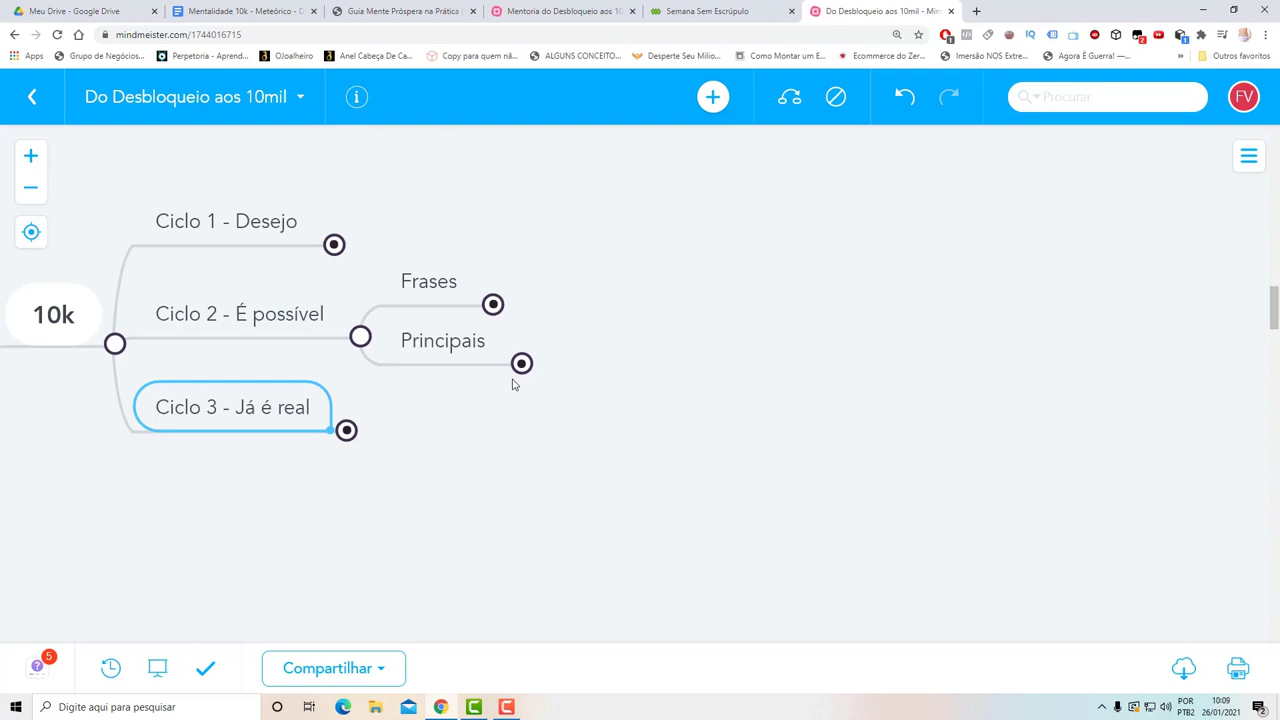 Meu Drive - Google Drive
Mentalidade 10k - Meteórico - D
Guia Mente Próspera na Prática |
Mentoria do Desbloqueio aos 10
Semana Sem Escrúpulo
Do Desbloqueio aos 10mil - Min
mindmeister.com/1744016715
Apps
Grupo de Negócios...
Perpetoria - Aprend...
OJoalheiro
Anel Cabeça De Ca...
Copy para quem nã...
ALGUNS CONCEITO...
Desperte Seu Milio...
Como Montar um E...
Ecommerce do Zer...
Imersão NOS Extre...
Agora É Guerra! —...
»
Outros favoritos
Do Desbloqueio aos 10mil
Procurar
FV
Ciclo 1 - Desejo
Frases
10k
Ciclo 2 - É possível
Principais
Ciclo 3 - Já é real
5
Compartilhar
Digite aqui para pesquisar
POR
PTB2
10:09
26/01/2021
2